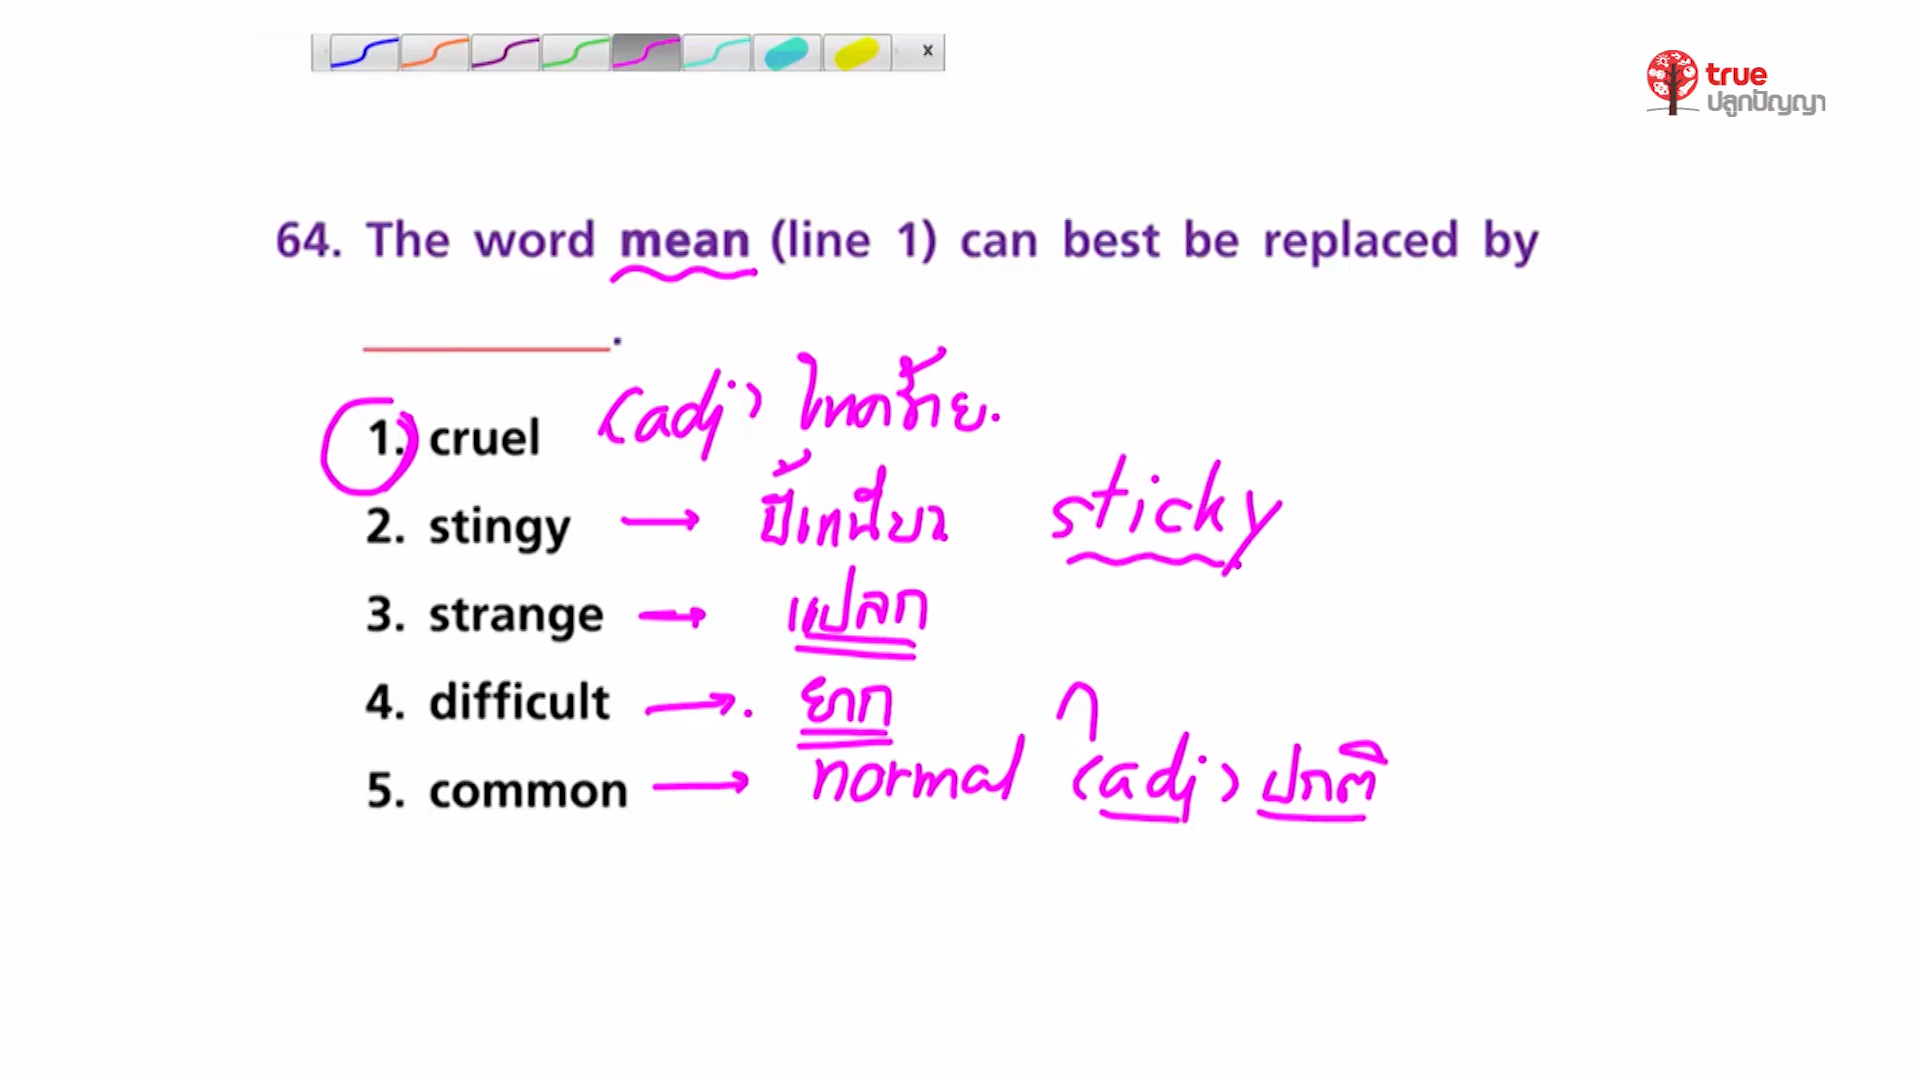 x
true
ปลูกปัญญา
64. The word mean (line 1) can best be replaced by
__________.
1. cruel (adj) โหดร้าย.
2. stingy → ขี้เหนียว sticky
3. strange → แปลก
4. difficult → ยาก ก
5. common → normal (adj) ปกติ